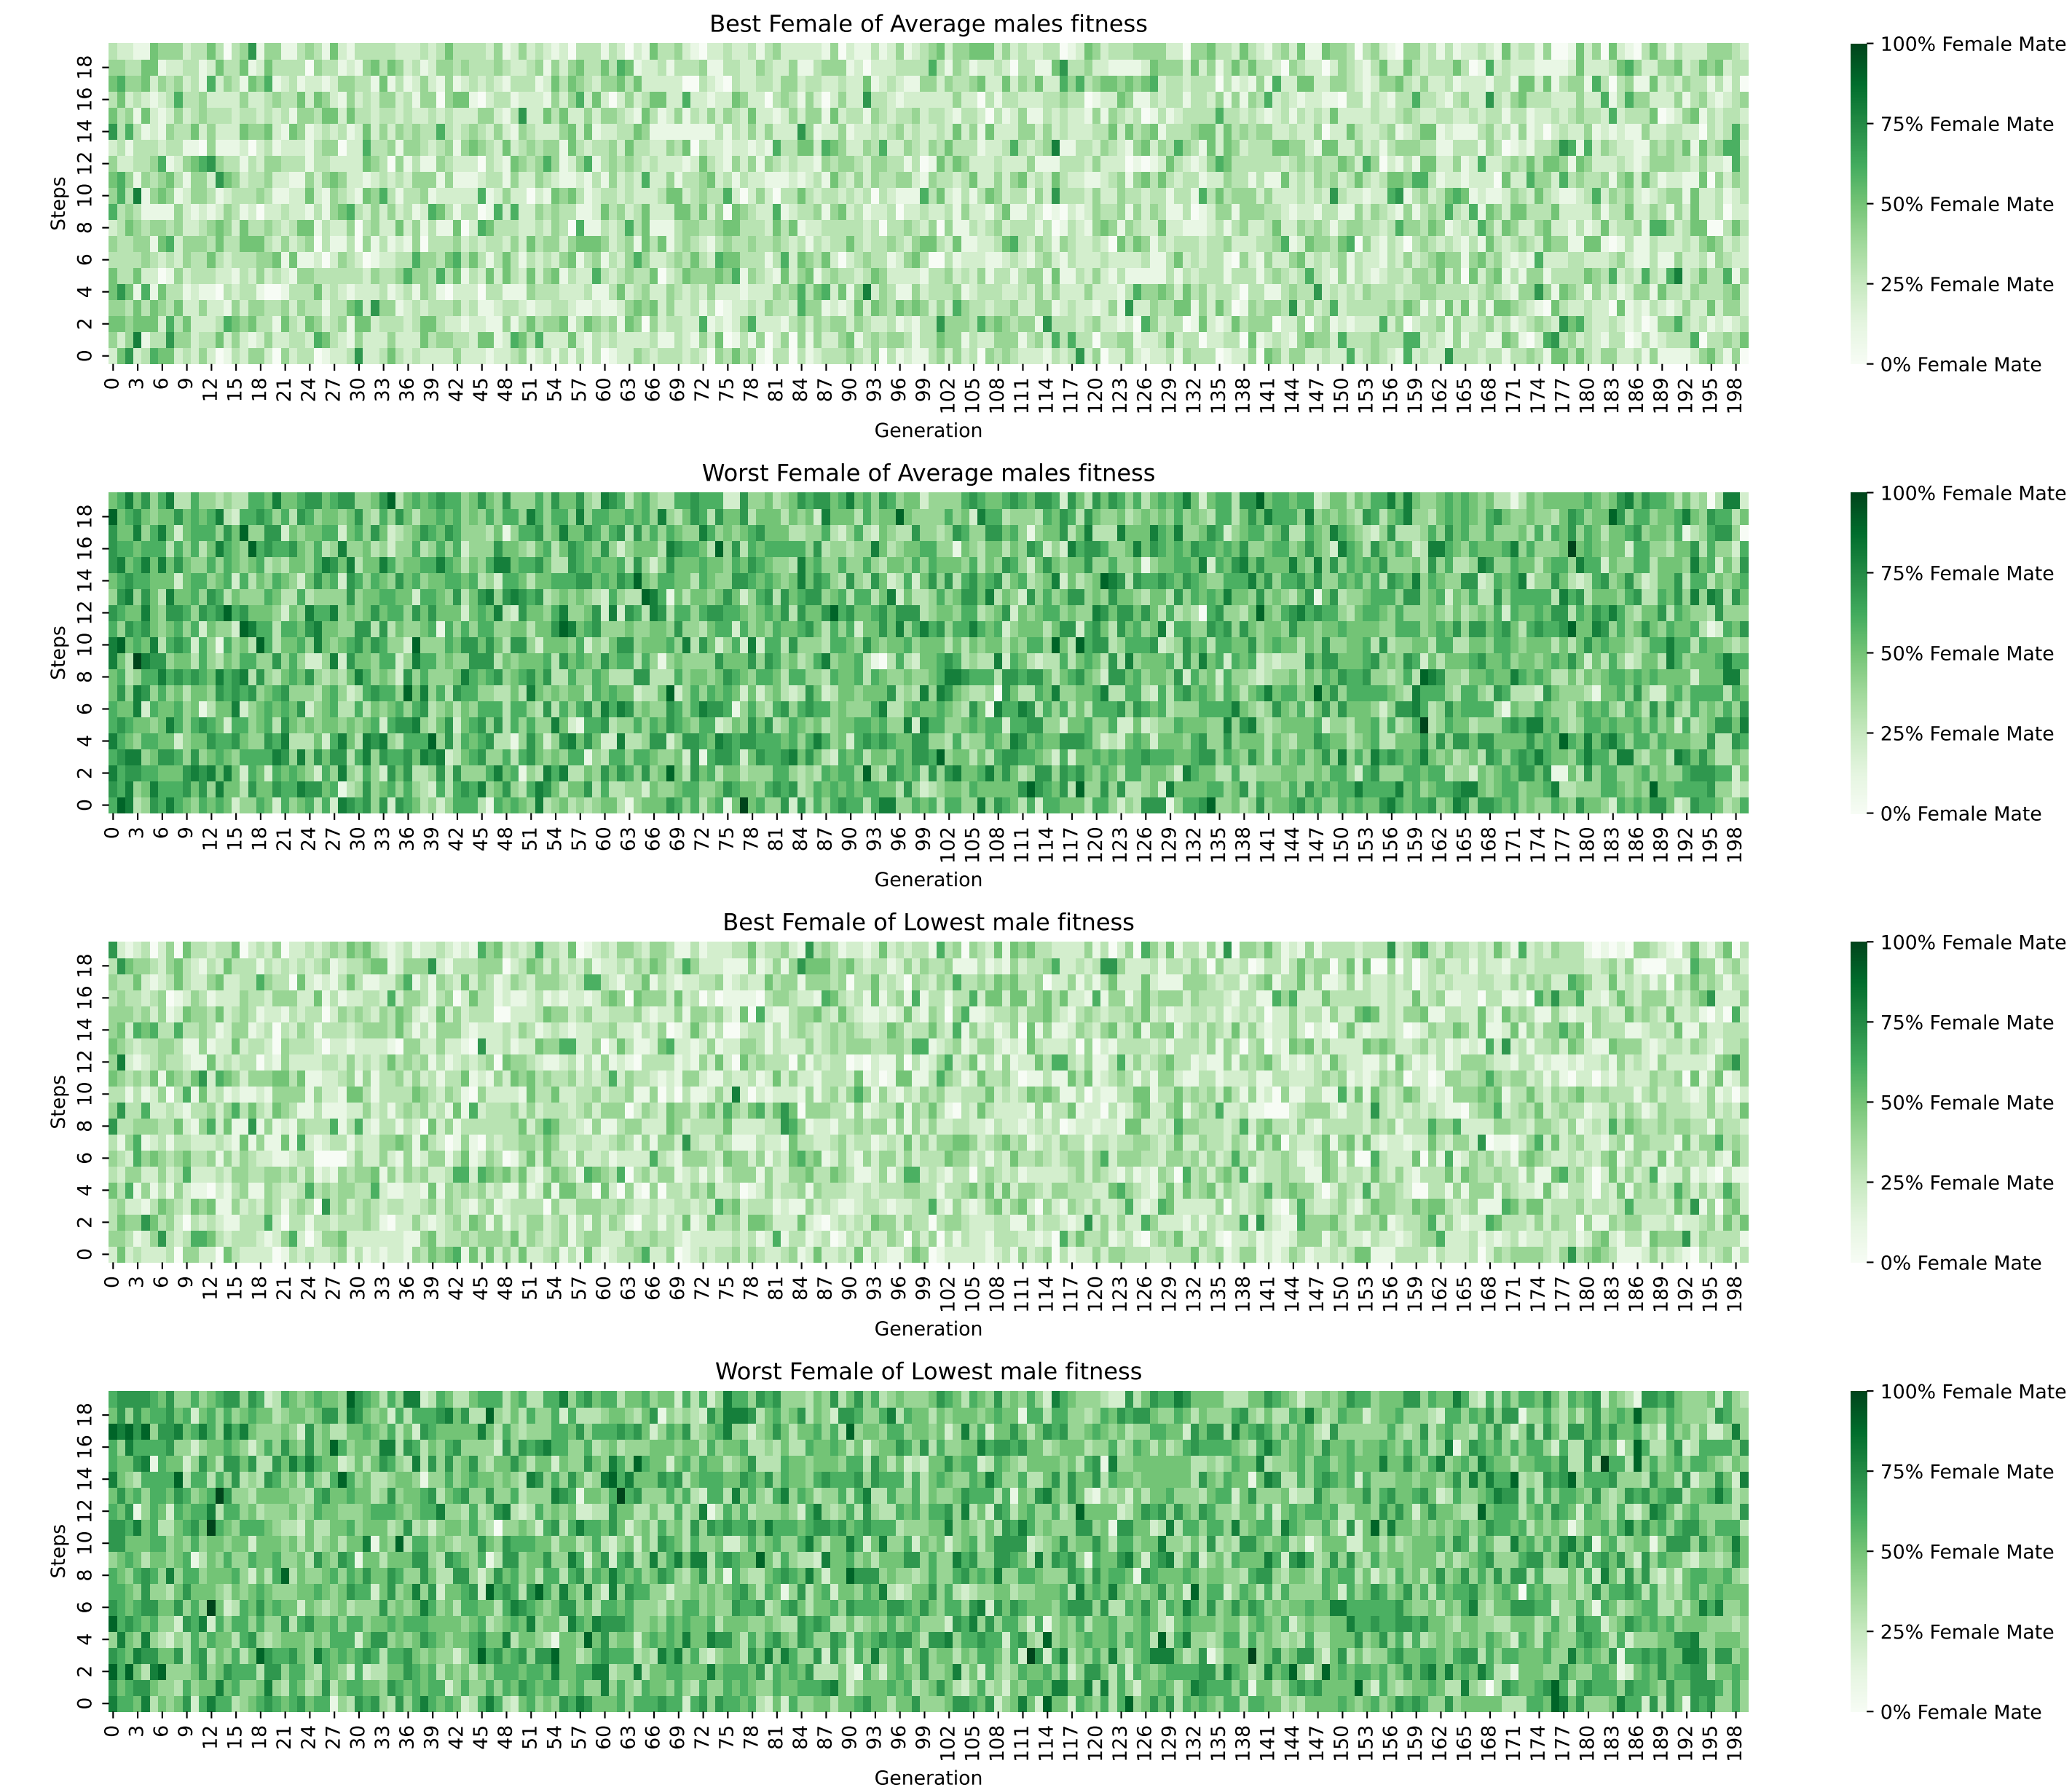 Best Female of Average males fitness
Steps
18
16
14
12
10
8
6
4
2
0
0 3 6 9 12 15 18 21 24 27 30 33 36 39 42 45 48 51 54 57 60 63 66 69 72 75 78 81 84 87 90 93 96 99 102 105 108 111 114 117 120 123 126 129 132 135 138 141 144 147 150 153 156 159 162 165 168 171 174 177 180 183 186 189 192 195 198
Generation
100% Female Mate
75% Female Mate
50% Female Mate
25% Female Mate
0% Female Mate
Worst Female of Average males fitness
Steps
18
16
14
12
10
8
6
4
2
0
0 3 6 9 12 15 18 21 24 27 30 33 36 39 42 45 48 51 54 57 60 63 66 69 72 75 78 81 84 87 90 93 96 99 102 105 108 111 114 117 120 123 126 129 132 135 138 141 144 147 150 153 156 159 162 165 168 171 174 177 180 183 186 189 192 195 198
Generation
100% Female Mate
75% Female Mate
50% Female Mate
25% Female Mate
0% Female Mate
Best Female of Lowest male fitness
Steps
18
16
14
12
10
8
6
4
2
0
0 3 6 9 12 15 18 21 24 27 30 33 36 39 42 45 48 51 54 57 60 63 66 69 72 75 78 81 84 87 90 93 96 99 102 105 108 111 114 117 120 123 126 129 132 135 138 141 144 147 150 153 156 159 162 165 168 171 174 177 180 183 186 189 192 195 198
Generation
100% Female Mate
75% Female Mate
50% Female Mate
25% Female Mate
0% Female Mate
Worst Female of Lowest male fitness
Steps
18
16
14
12
10
8
6
4
2
0
0 3 6 9 12 15 18 21 24 27 30 33 36 39 42 45 48 51 54 57 60 63 66 69 72 75 78 81 84 87 90 93 96 99 102 105 108 111 114 117 120 123 126 129 132 135 138 141 144 147 150 153 156 159 162 165 168 171 174 177 180 183 186 189 192 195 198
Generation
100% Female Mate
75% Female Mate
50% Female Mate
25% Female Mate
0% Female Mate